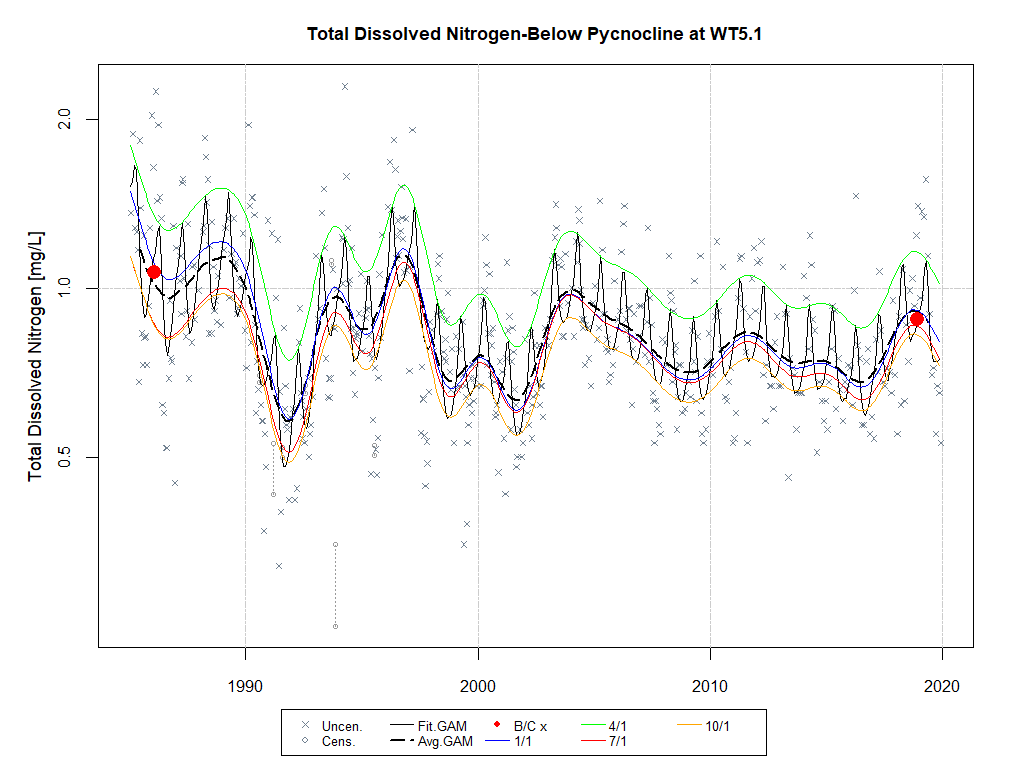 Total Dissolved Nitrogen-Below Pycnocline at WT5.1
Total Dissolved Nitrogen [mg/L]
2.0
1.0
0.5
1990 2000 2010 2020
Uncen. Fit.GAM B/C x 4/1 10/1
Cens. Avg.GAM 1/1 7/1